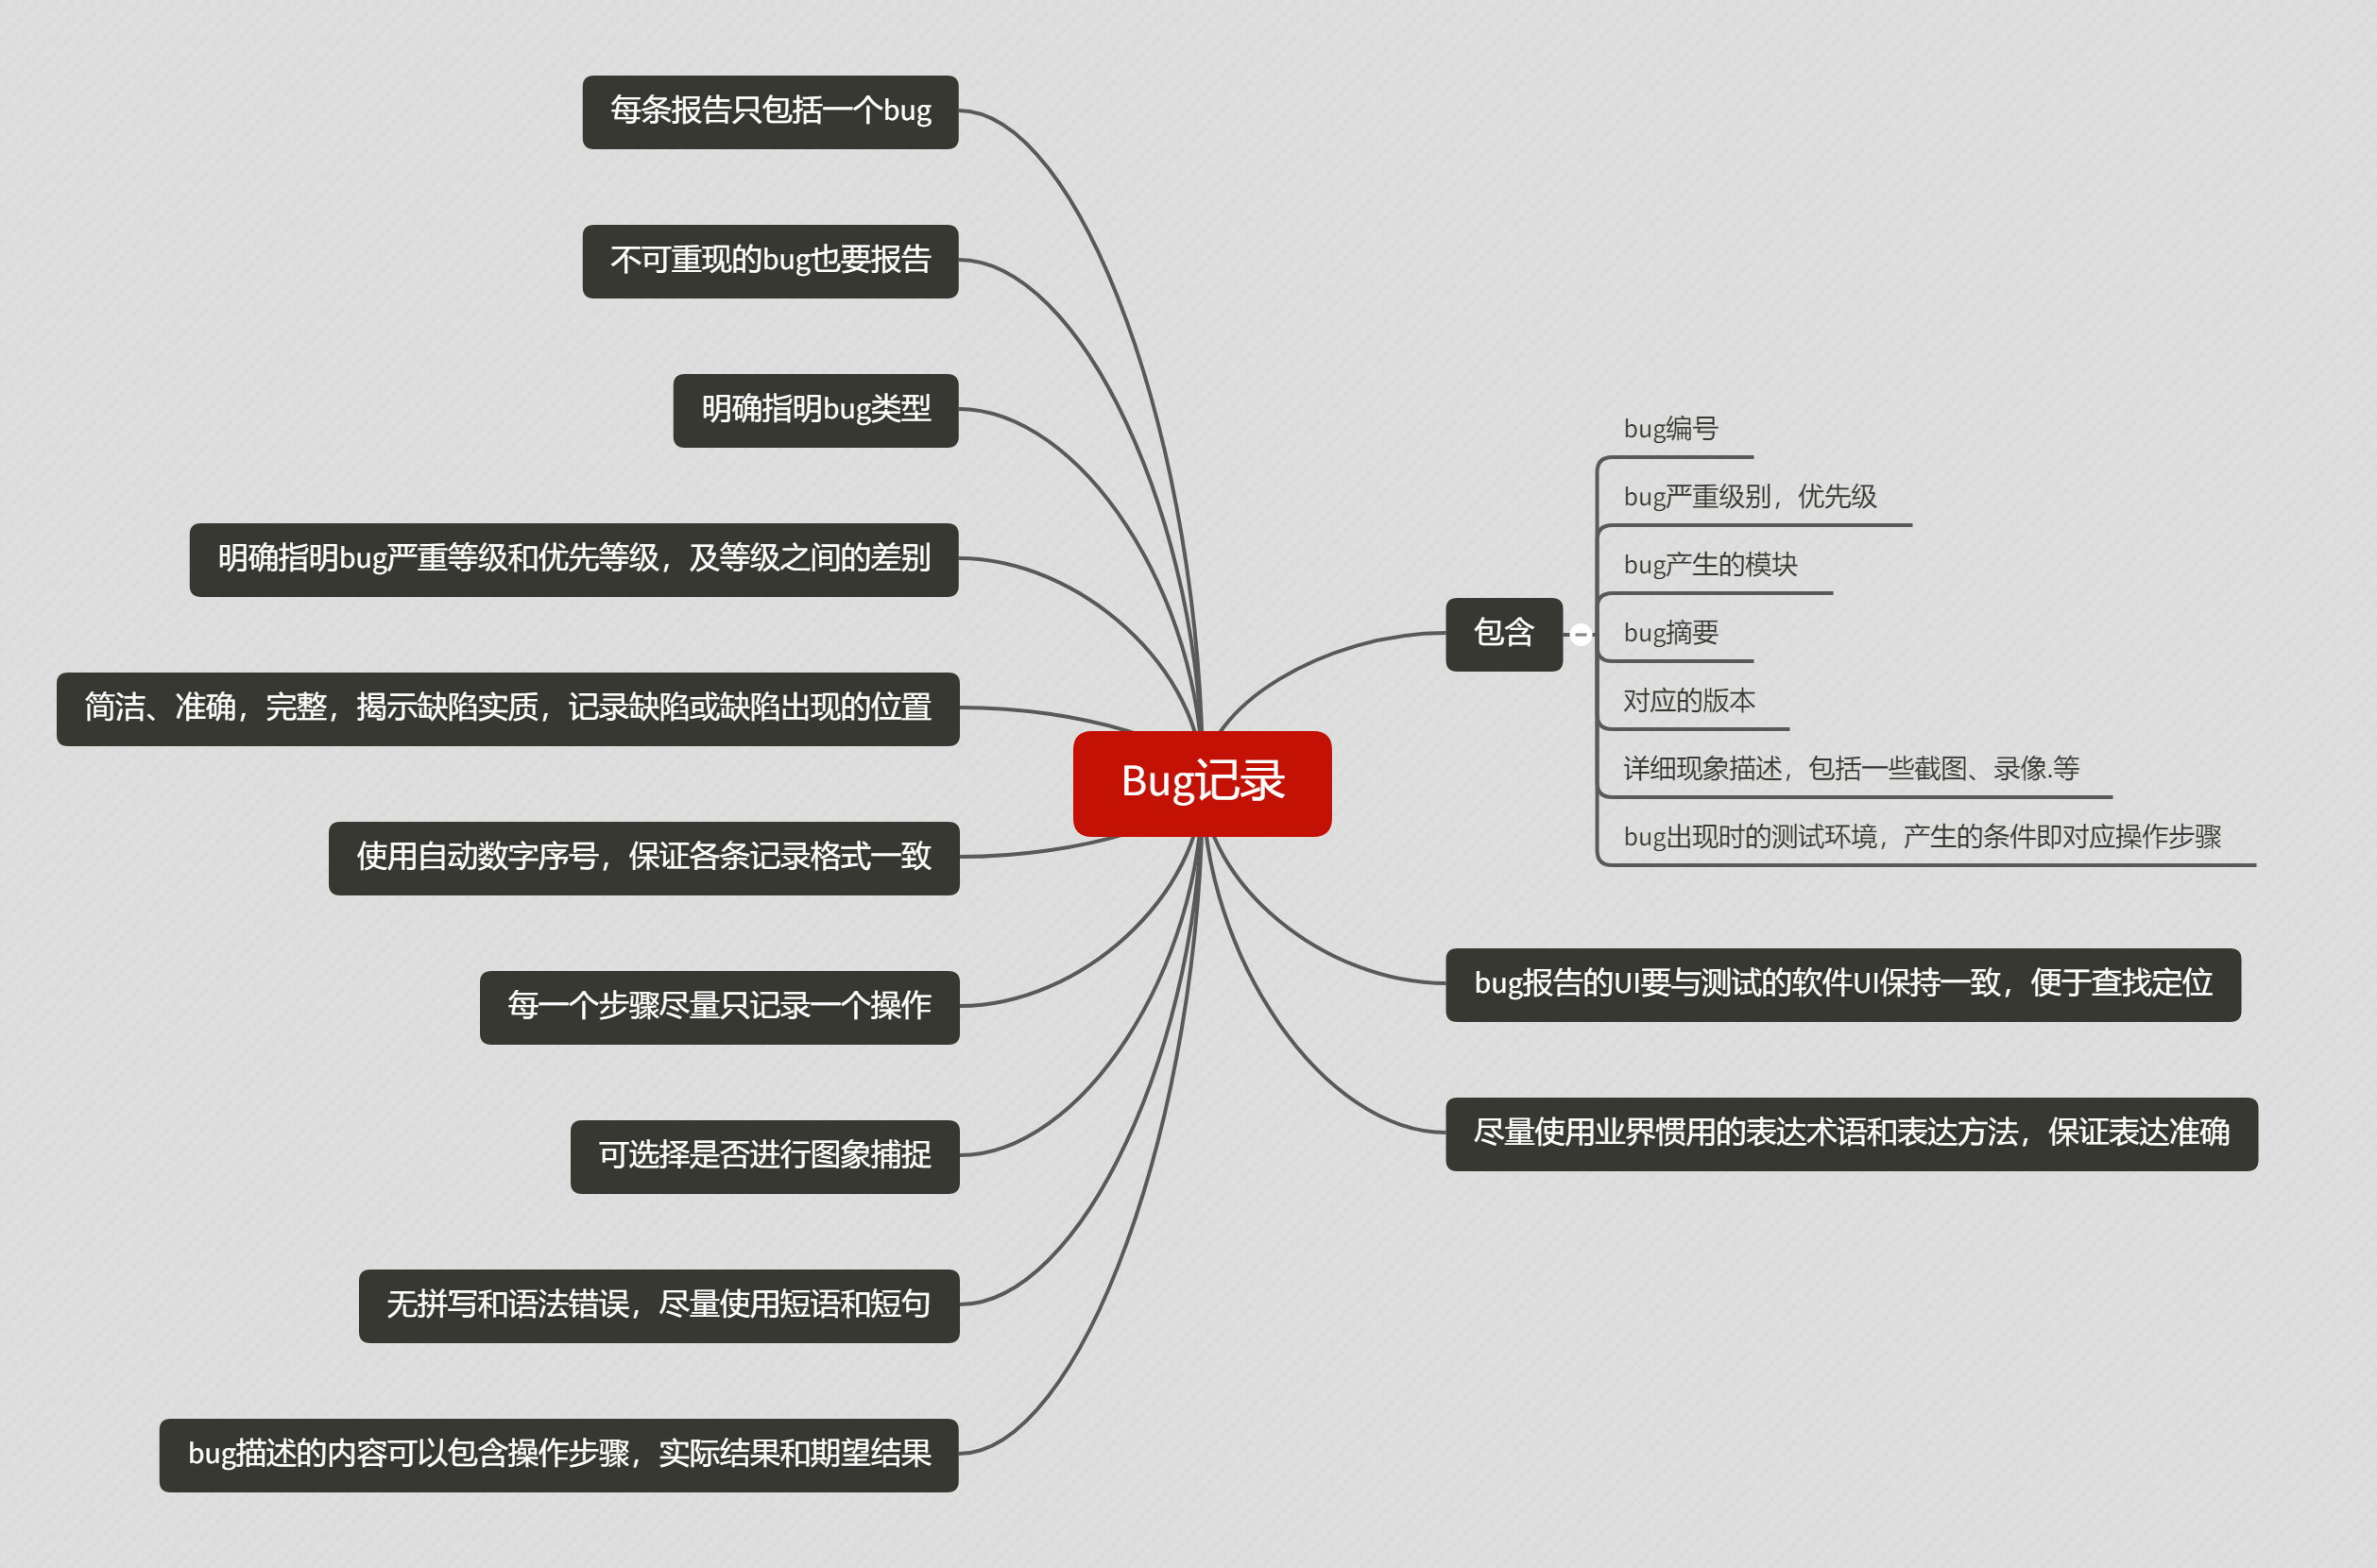 每条报告只包括一个bug
不可重现的bug也要报告
明确指明bug类型
明确指明bug严重等级和优先等级，及等级之间的差别
简洁、准确，完整，揭示缺陷实质，记录缺陷或缺陷出现的位置
使用自动数字序号，保证各条记录格式一致
每一个步骤尽量只记录一个操作
可选择是否进行图象捕捉
无拼写和语法错误，尽量使用短语和短句
bug描述的内容可以包含操作步骤，实际结果和期望结果
Bug记录
包含
bug编号
bug严重级别，优先级
bug产生的模块
bug摘要
对应的版本
详细现象描述，包括一些截图、录像.等
bug出现时的测试环境，产生的条件即对应操作步骤
bug报告的UI要与测试的软件UI保持一致，便于查找定位
尽量使用业界惯用的表达术语和表达方法，保证表达准确